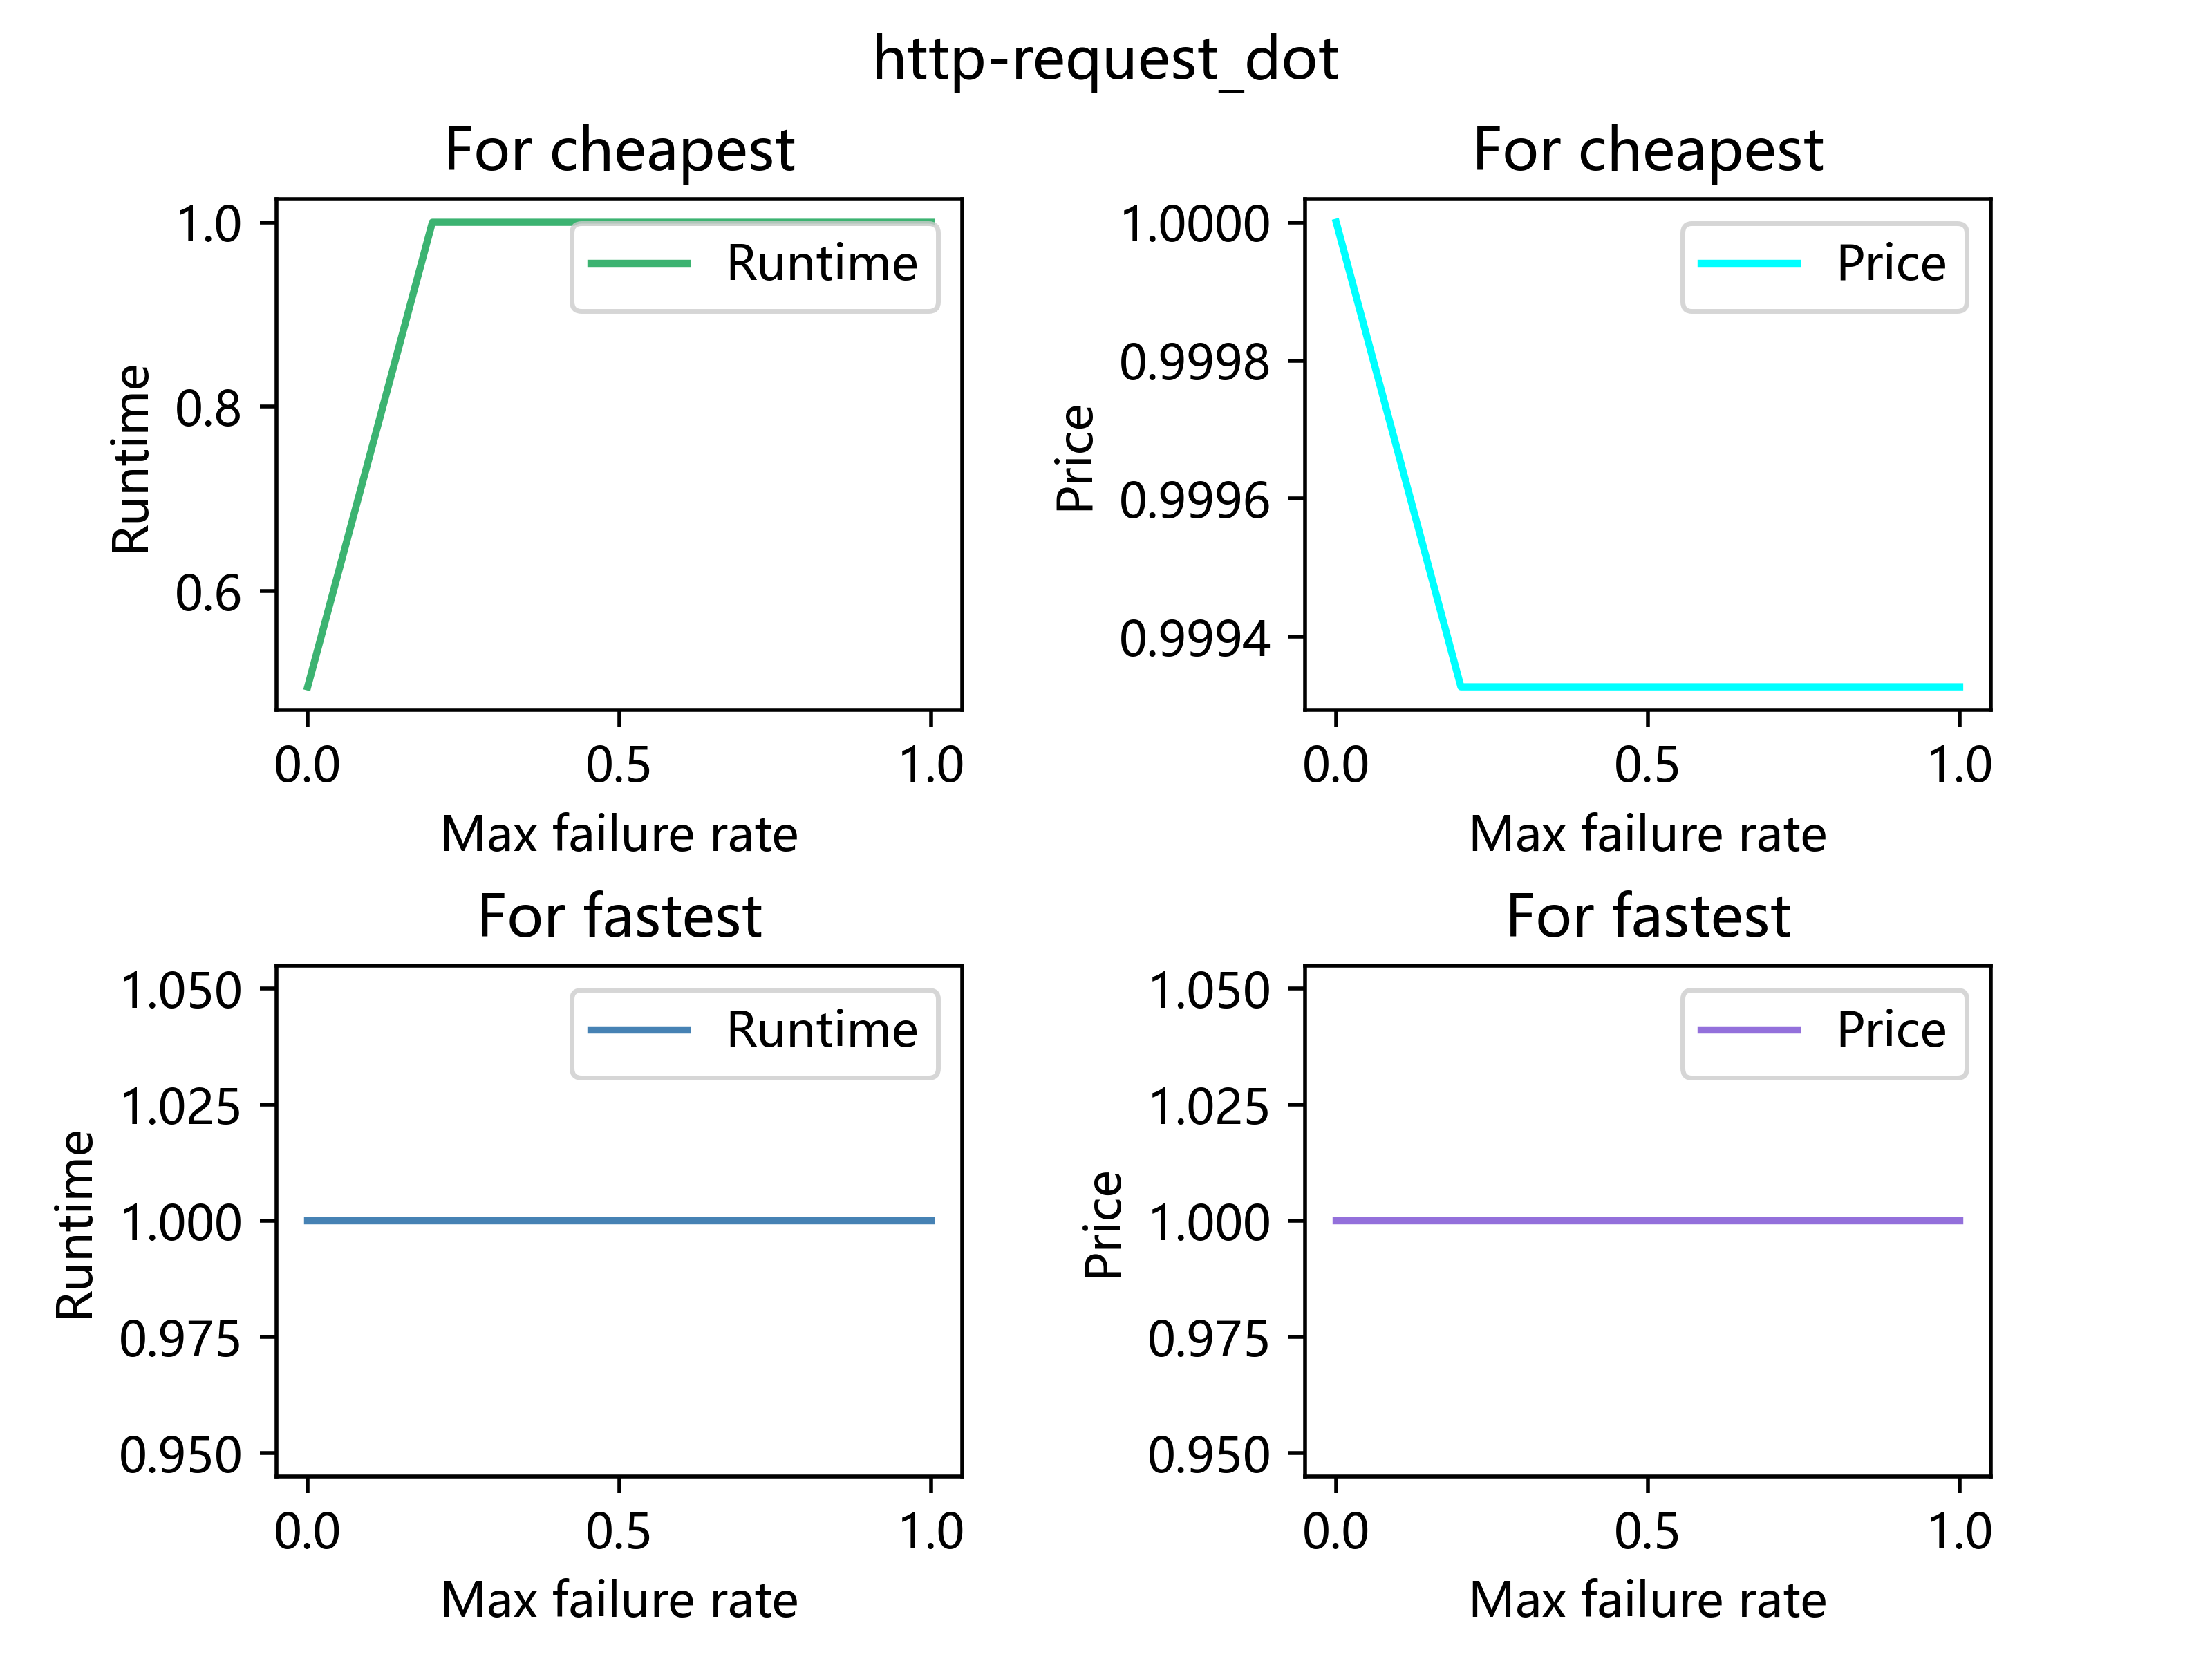 http-request_dot
For cheapest
1.0
0.8
0.6
Runtime
Runtime
0.0 0.5 1.0
Max failure rate
For cheapest
1.0000
0.9998
0.9996
0.9994
Price
Price
0.0 0.5 1.0
Max failure rate
For fastest
1.050
1.025
1.000
0.975
0.950
Runtime
Runtime
0.0 0.5 1.0
Max failure rate
For fastest
1.050
1.025
1.000
0.975
0.950
Price
Price
0.0 0.5 1.0
Max failure rate